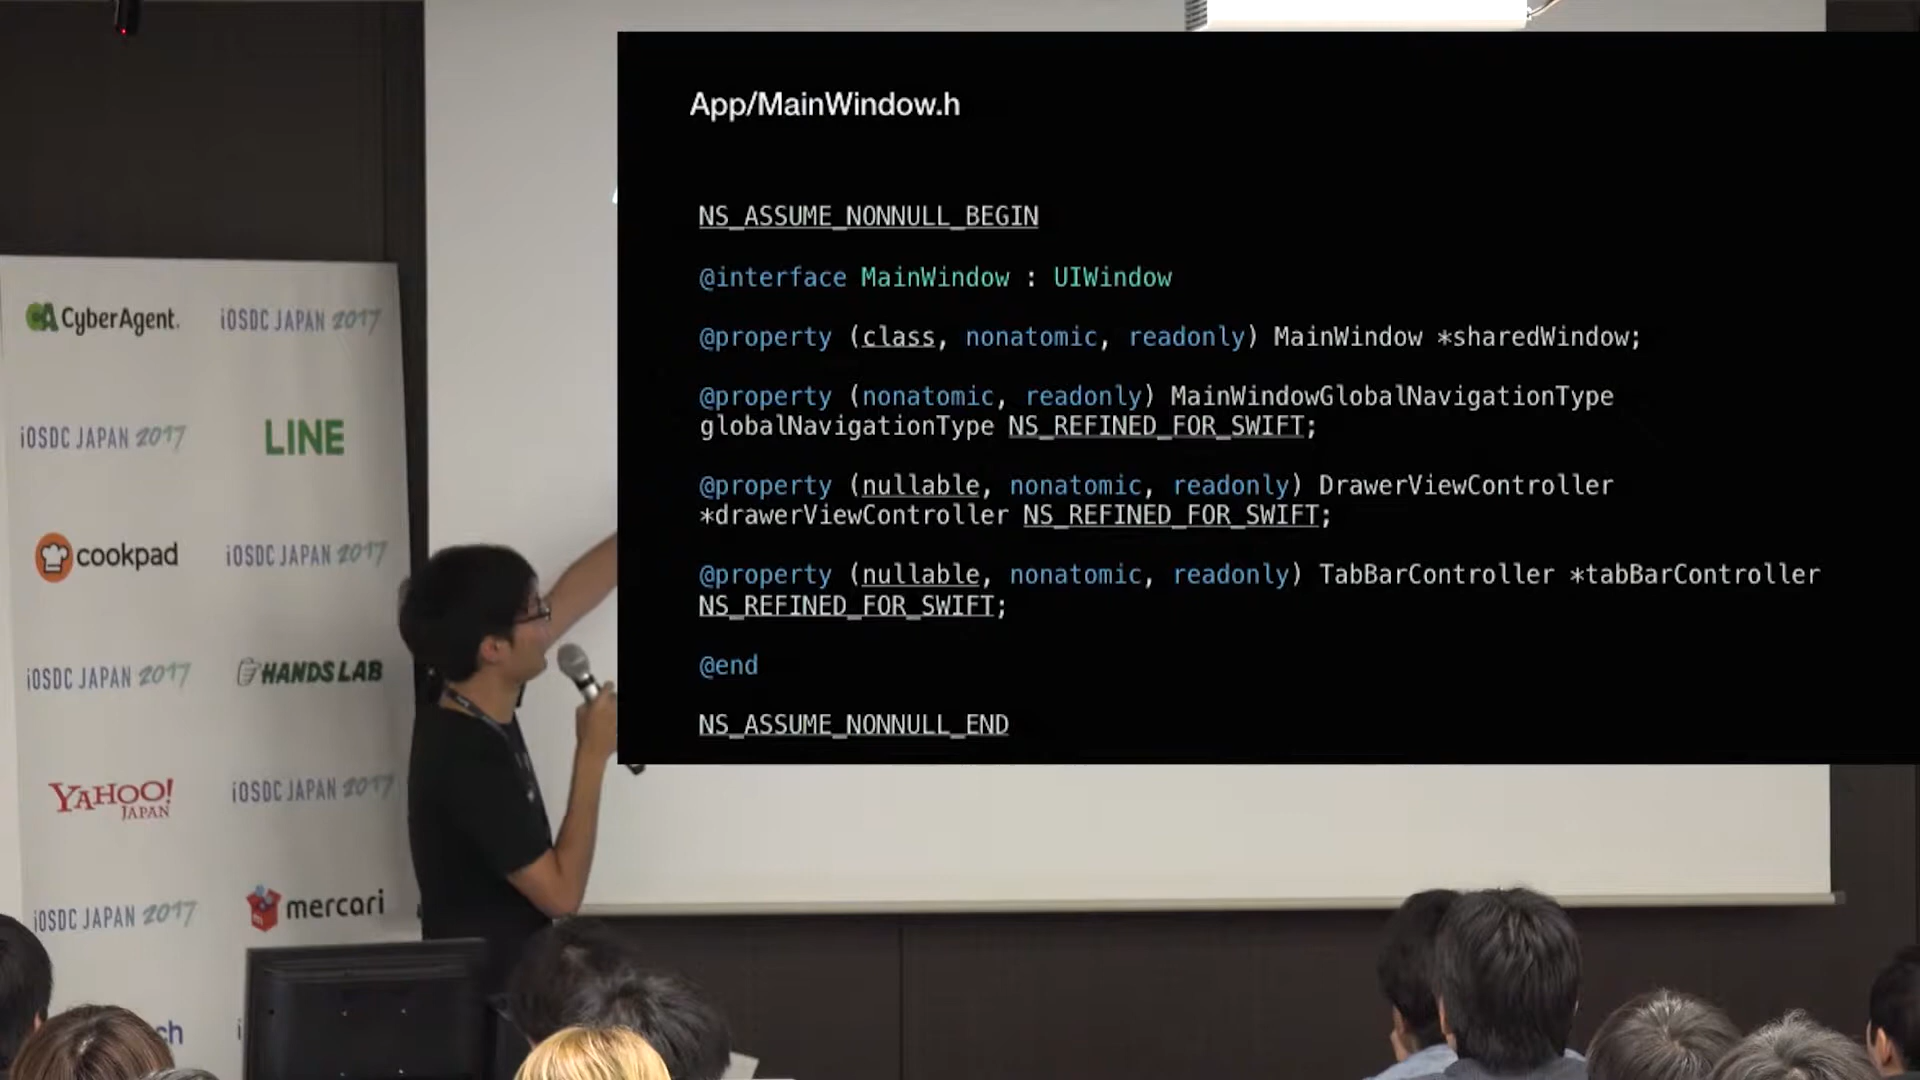 App/MainWindow.h
NS_ASSUME_NONNULL_BEGIN
@interface MainWindow : UIWindow
@property (class, nonatomic, readonly) MainWindow *sharedWindow;
@property (nonatomic, readonly) MainWindowGlobalNavigationType
globalNavigationType NS_REFINED_FOR_SWIFT;
@property (nullable, nonatomic, readonly) DrawerViewController
*drawerViewController NS_REFINED_FOR_SWIFT;
@property (nullable, nonatomic, readonly) TabBarController *tabBarController
NS_REFINED_FOR_SWIFT;
@end
NS_ASSUME_NONNULL_END
CyberAgent.
iOSDC JAPAN 2017
iOSDC JAPAN 2017
LINE
cookpad
iOSDC JAPAN 2017
iOSDC JAPAN 2017
HANDS LAB
YAHOO!
JAPAN
iOSDC JAPAN 2017
iOSDC JAPAN 2017
mercari